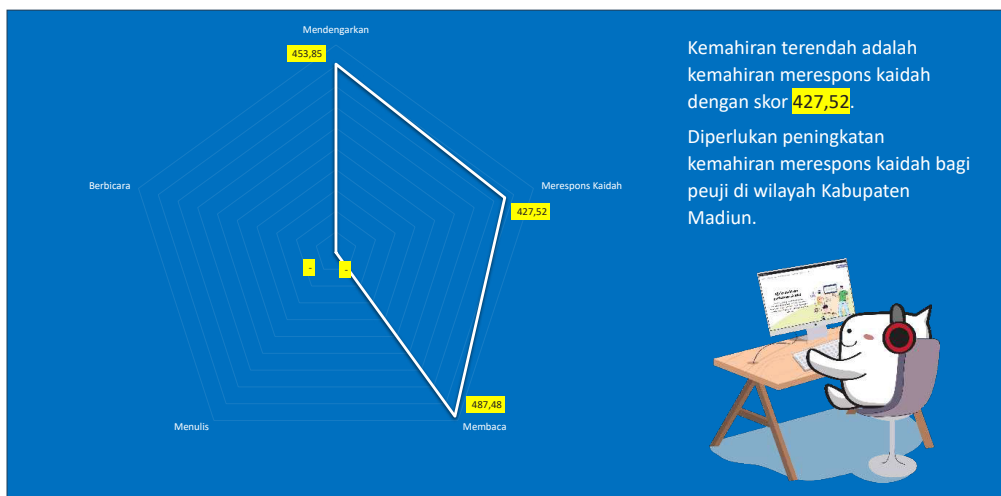 Mendengarkan
453,85
Berbicara
Merespons Kaidah
427,52
-
-
487,48
Menulis
Membaca
Kemahiran terendah adalah
kemahiran merespons kaidah
dengan skor 427,52.
Diperlukan peningkatan
kemahiran merespons kaidah bagi
peuji di wilayah Kabupaten
Madiun.